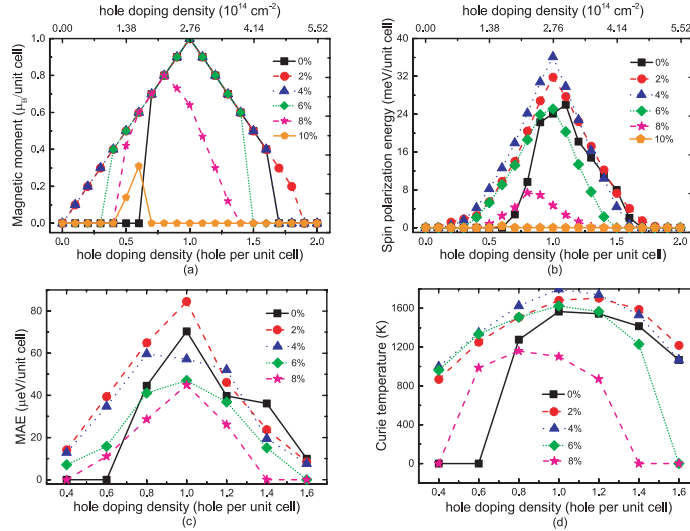 hole doping density (10¹⁴ cm⁻²)
0.00 1.38 2.76 4.14 5.52
1.0
0.8
0.6
0.4
0.2
0.0
Magnetic moment (μB/unit cell)
0%
2%
4%
6%
8%
10%
0.0 0.5 1.0 1.5 2.0
hole doping density (hole per unit cell)
(a)
hole doping density (10¹⁴ cm⁻²)
0.00 1.38 2.76 4.14 5.52
40
32
24
16
8
0
Spin polarization energy (meV/unit cell)
0%
2%
4%
6%
8%
10%
0.0 0.5 1.0 1.5 2.0
hole doping density (hole per unit cell)
(b)
80
60
40
20
0
MAE (μeV/unit cell)
0%
2%
4%
6%
8%
0.4 0.6 0.8 1.0 1.2 1.4 1.6
hole doping density (hole per unit cell)
(c)
1600
1200
800
400
0
Curie temperature (K)
0%
2%
4%
6%
8%
0.4 0.6 0.8 1.0 1.2 1.4 1.6
hole doping density (hole per unit cell)
(d)